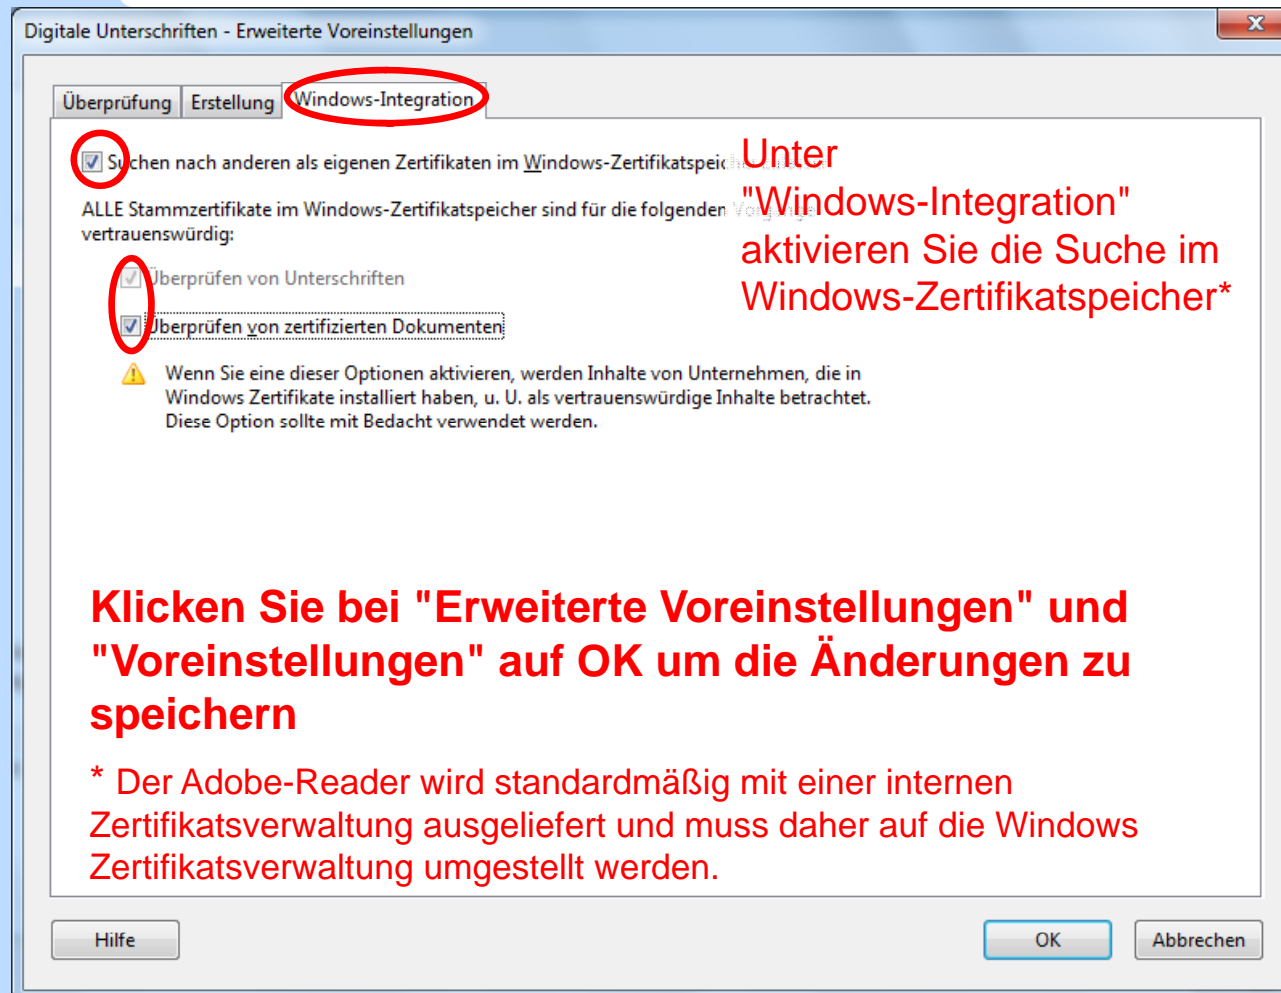 Digitale Unterschriften - Erweiterte Voreinstellungen
Überprüfung Erstellung Windows-Integration
Suchen nach anderen als eigenen Zertifikaten im Windows-Zertifikatspeic
ALLE Stammzertifikate im Windows-Zertifikatspeicher sind für die folgenden Vorgänge
vertrauenswürdig:
Überprüfen von Unterschriften
Überprüfen von zertifizierten Dokumenten
Wenn Sie eine dieser Optionen aktivieren, werden Inhalte von Unternehmen, die in
Windows Zertifikate installiert haben, u. U. als vertrauenswürdige Inhalte betrachtet.
Diese Option sollte mit Bedacht verwendet werden.
Unter
"Windows-Integration"
aktivieren Sie die Suche im
Windows-Zertifikatspeicher*
Klicken Sie bei "Erweiterte Voreinstellungen" und
"Voreinstellungen" auf OK um die Änderungen zu
speichern
* Der Adobe-Reader wird standardmäßig mit einer internen
Zertifikatsverwaltung ausgeliefert und muss daher auf die Windows
Zertifikatsverwaltung umgestellt werden.
Hilfe OK Abbrechen